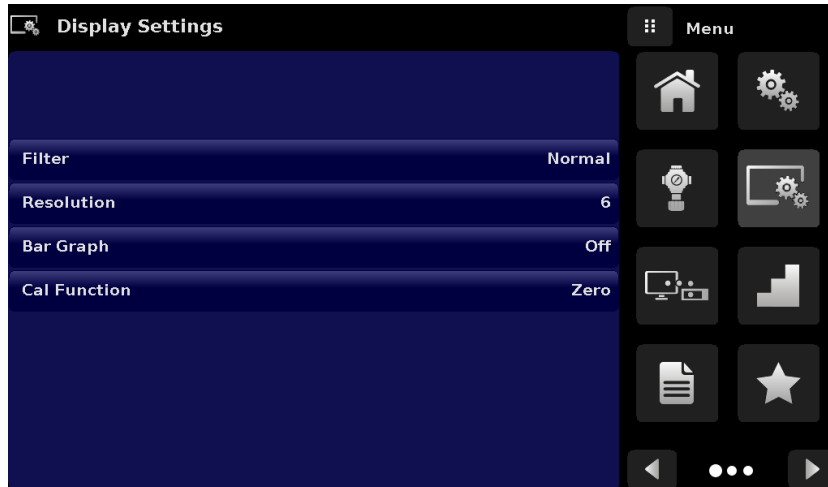 Display Settings
Menu
Filter Normal
Resolution 6
Bar Graph Off
Cal Function Zero